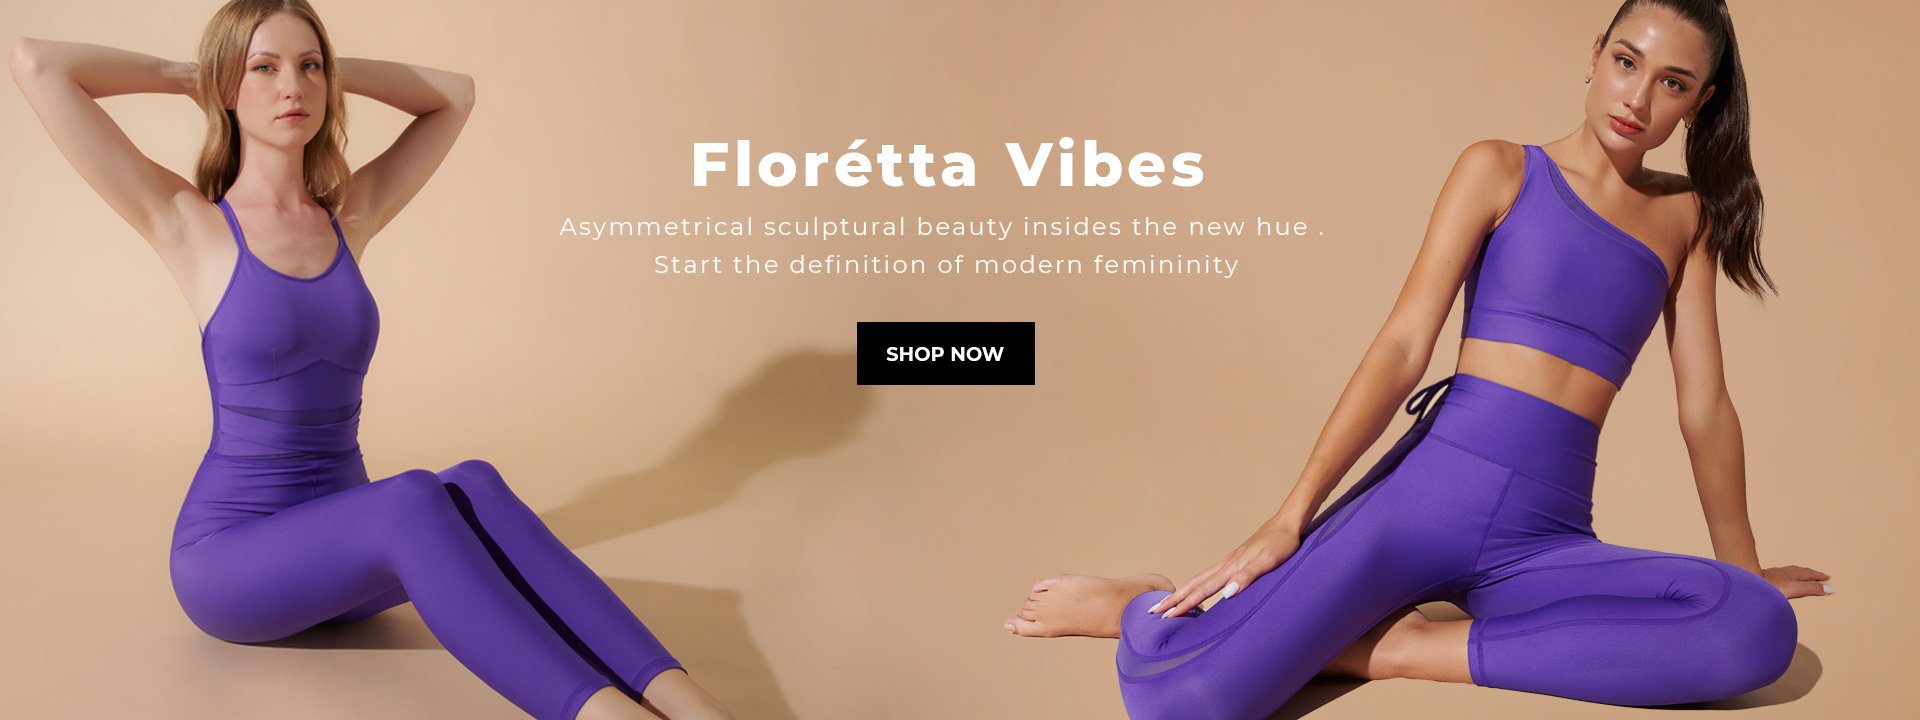 Florétta Vibes
Asymmetrical sculptural beauty insides the new hue .
Start the definition of modern femininity
SHOP NOW